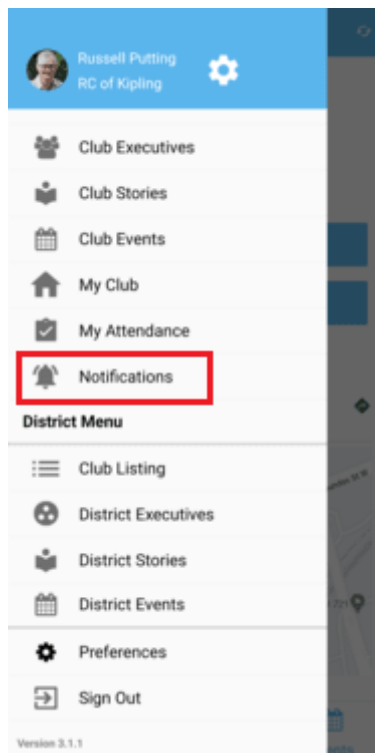 Russell Putting
RC of Kipling
Club Executives
Club Stories
Club Events
My Club
My Attendance
Notifications
District Menu
Club Listing
District Executives
District Stories
District Events
Preferences
Sign Out
Version 3.1.1